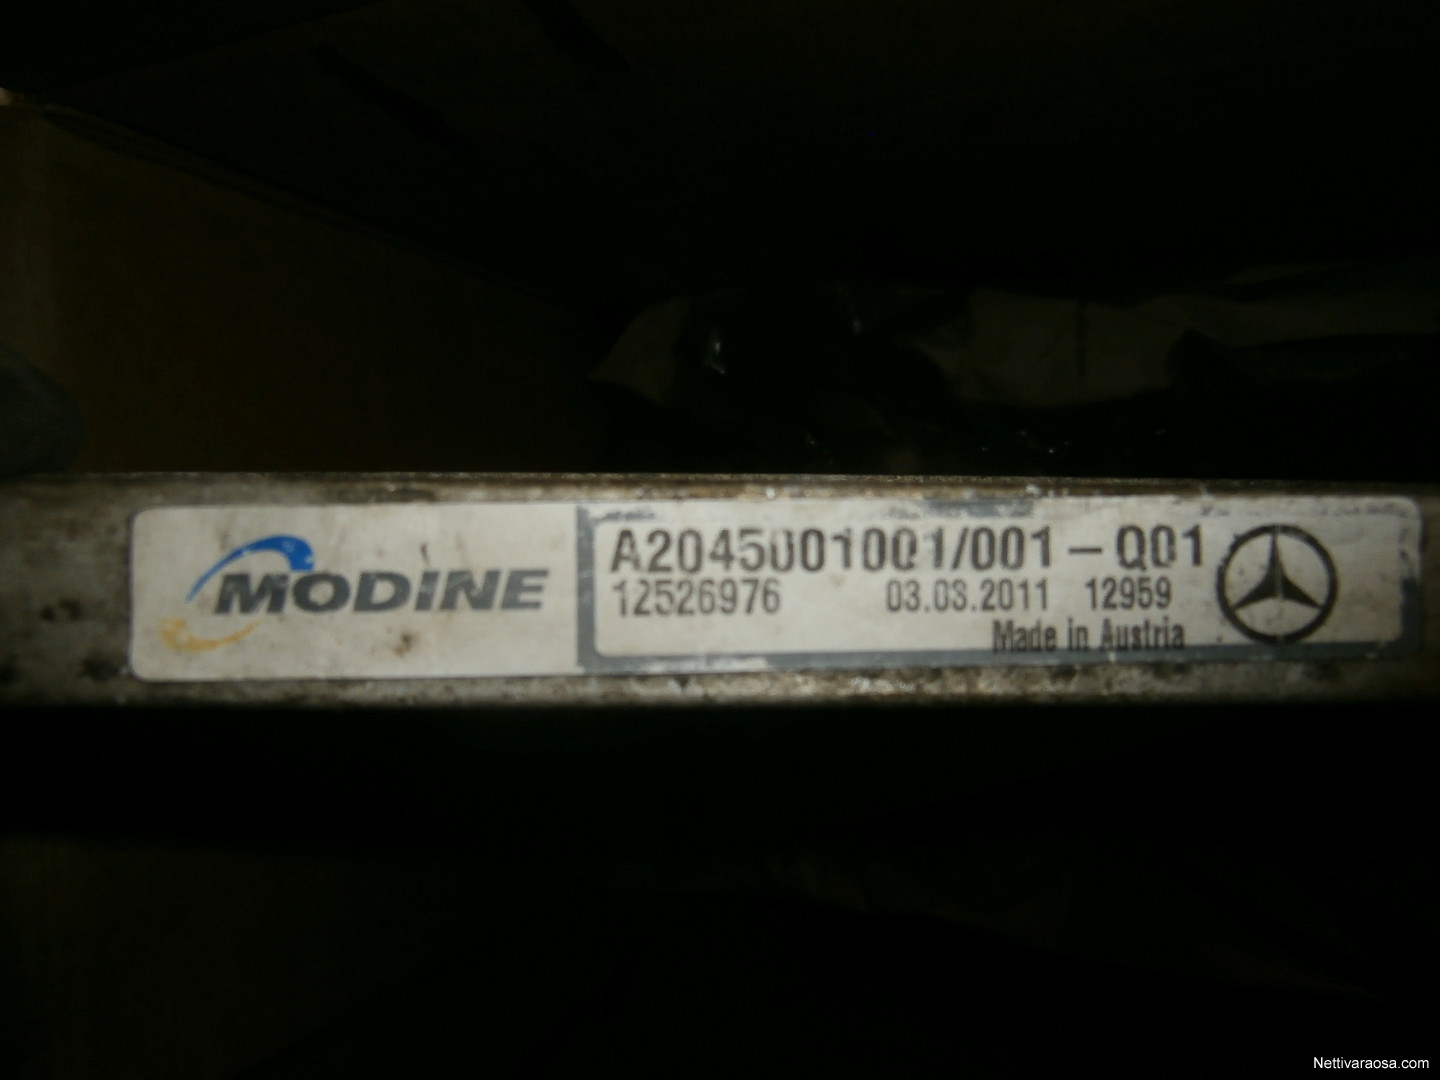 MODINE
A2045001001/001 – Q01
12526976 03.03.2011 12959
Made in Austria
Nettivaraosa.com